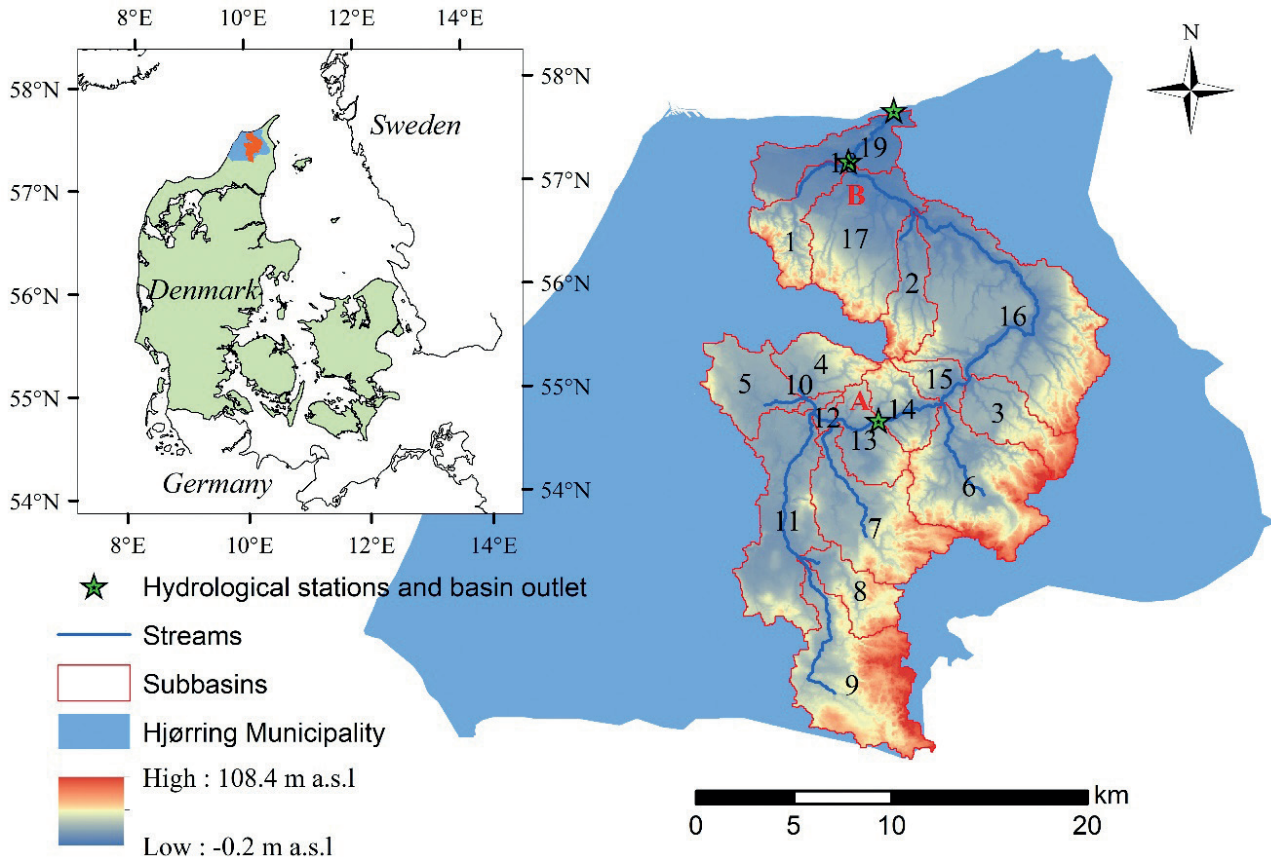 8°E 10°E 12°E 14°E
58°N 58°N
57°N 57°N
56°N 56°N
55°N 55°N
54°N 54°N
Sweden
Denmark
Germany
8°E 10°E 12°E 14°E
N
19
18
B
1 17
2
16
4
5 10 15
A 14 3
12
13
6
11 7
8
9
Hydrological stations and basin outlet
Streams
Subbasins
Hjørring Municipality
High : 108.4 m a.s.l
Low : -0.2 m a.s.l
km
0 5 10 20